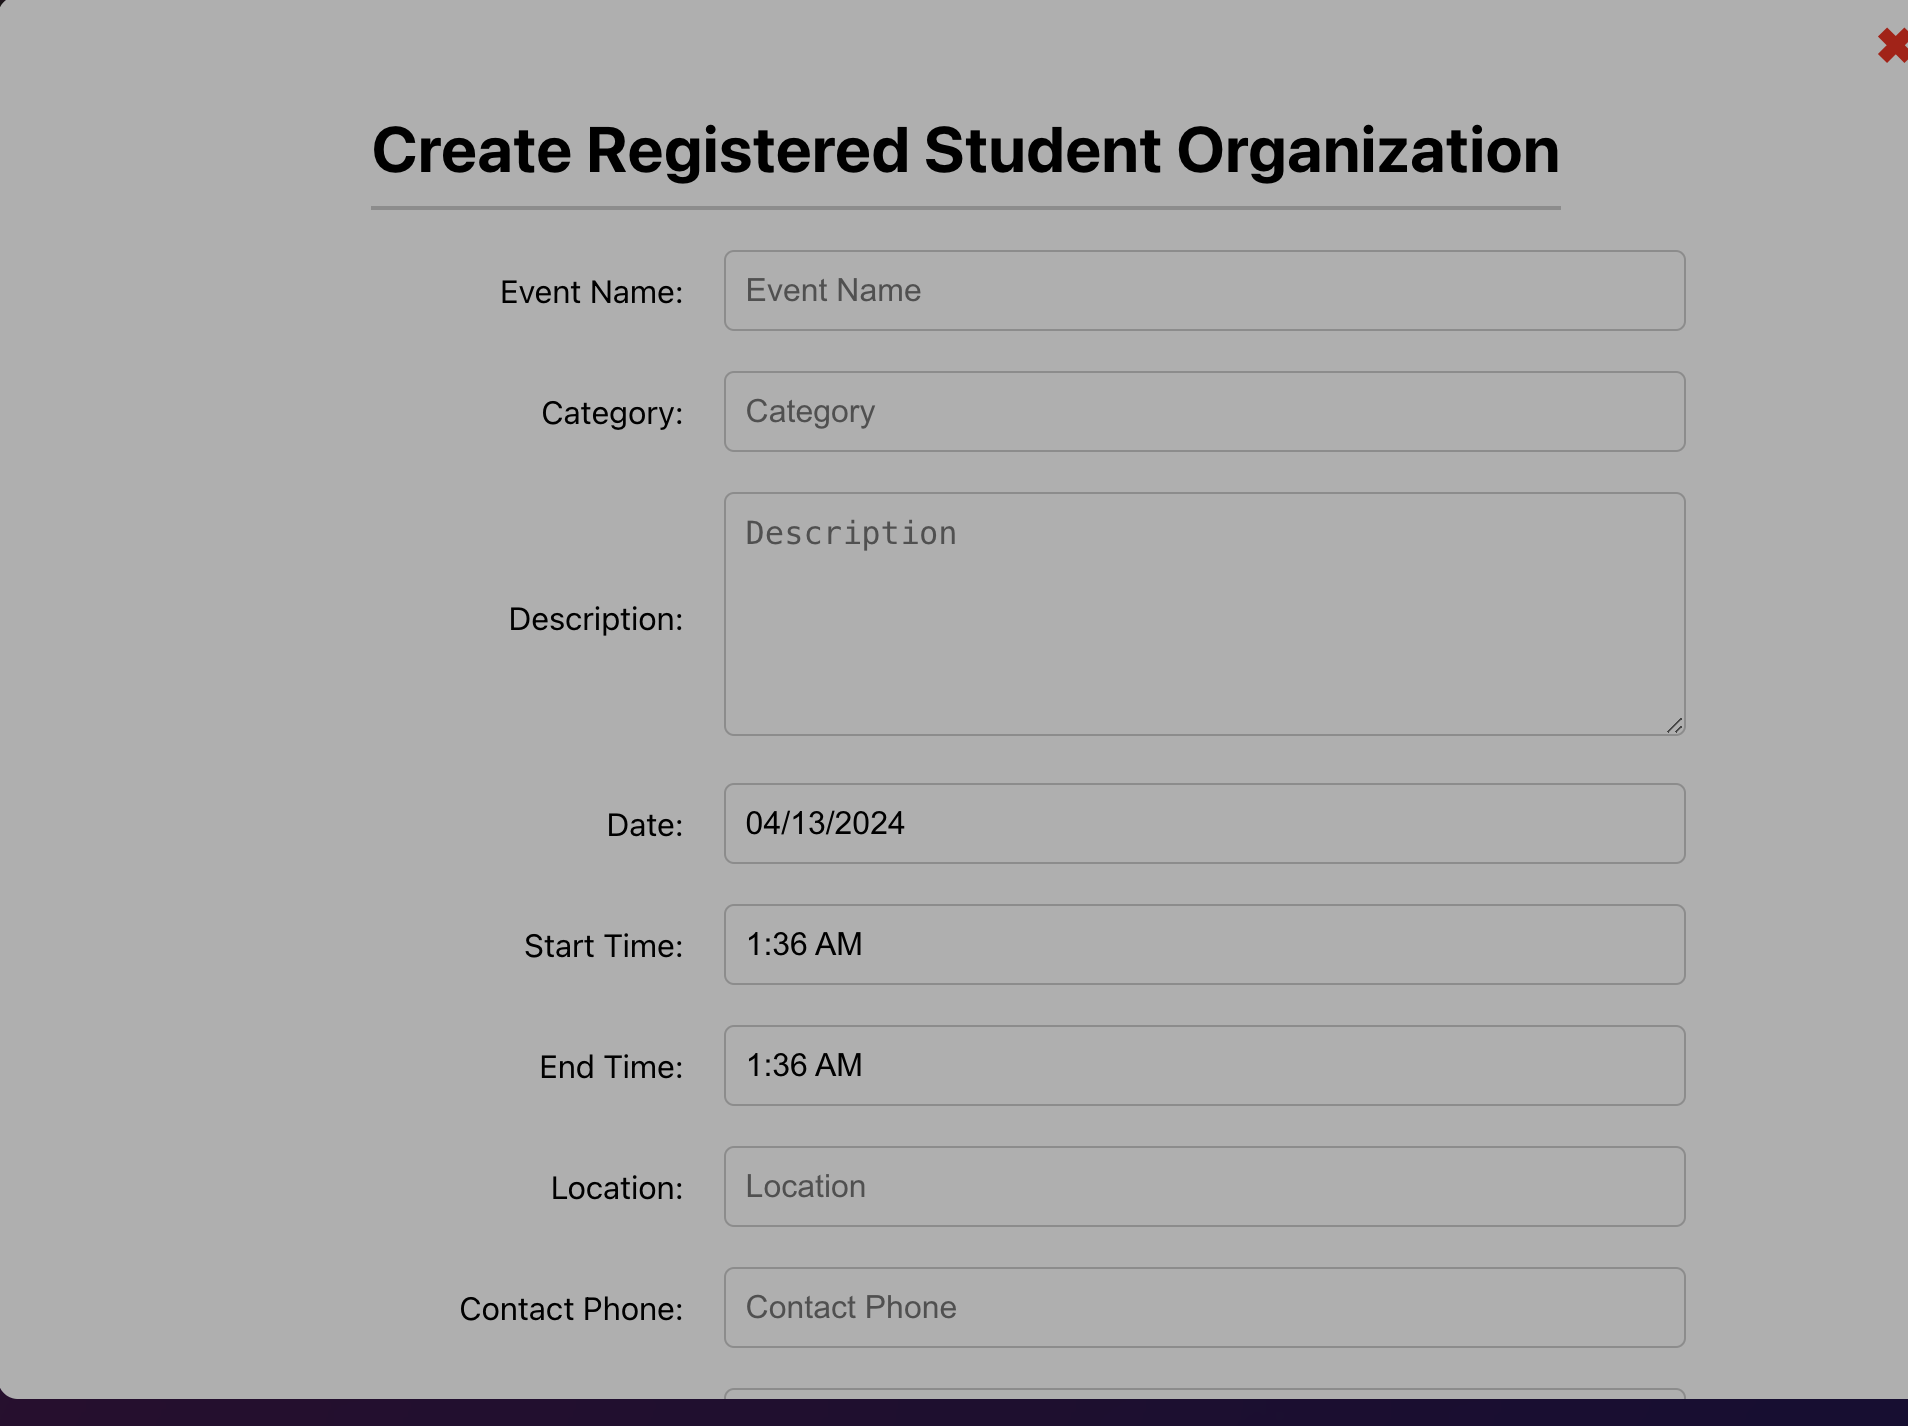 ✖
Create Registered Student Organization
Event Name: Event Name
Category: Category
Description: Description
Date: 04/13/2024
Start Time: 1:36 AM
End Time: 1:36 AM
Location: Location
Contact Phone: Contact Phone